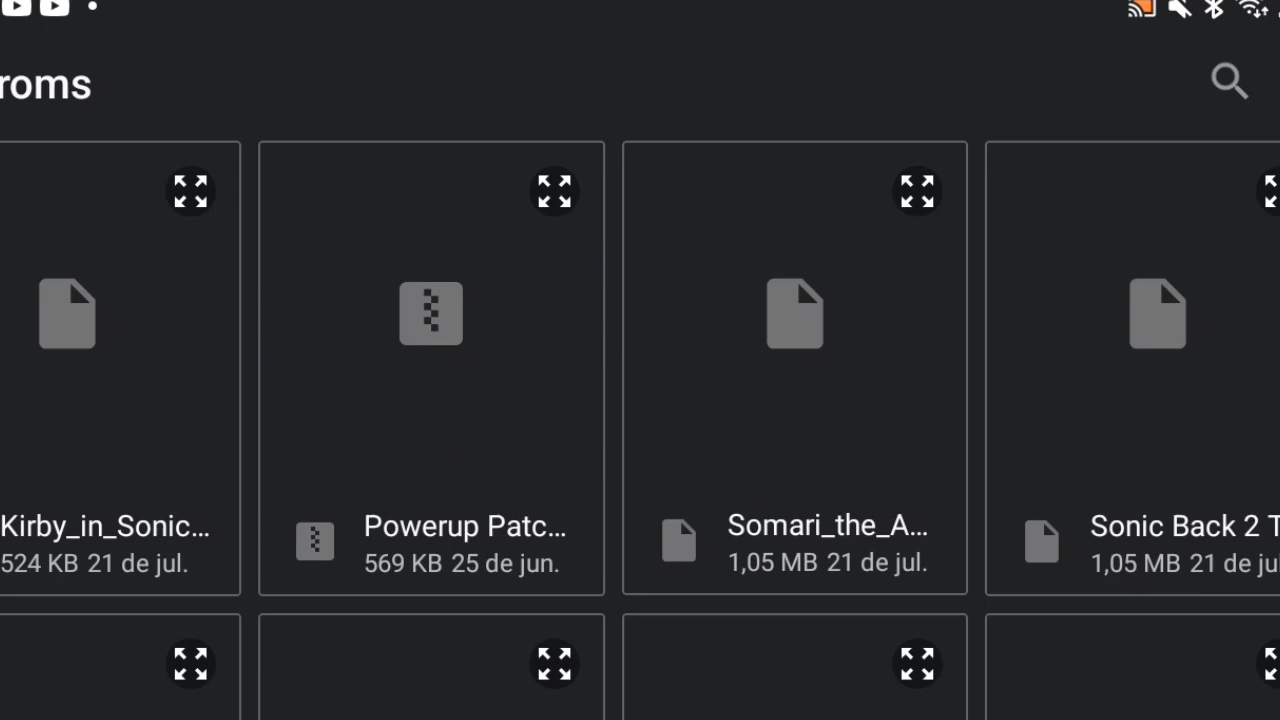 roms
Kirby_in_Sonic...
524 KB 21 de jul.
Powerup Patc...
569 KB 25 de jun.
Somari_the_A...
1,05 MB 21 de jul.
Sonic Back 2 T
1,05 MB 21 de ju